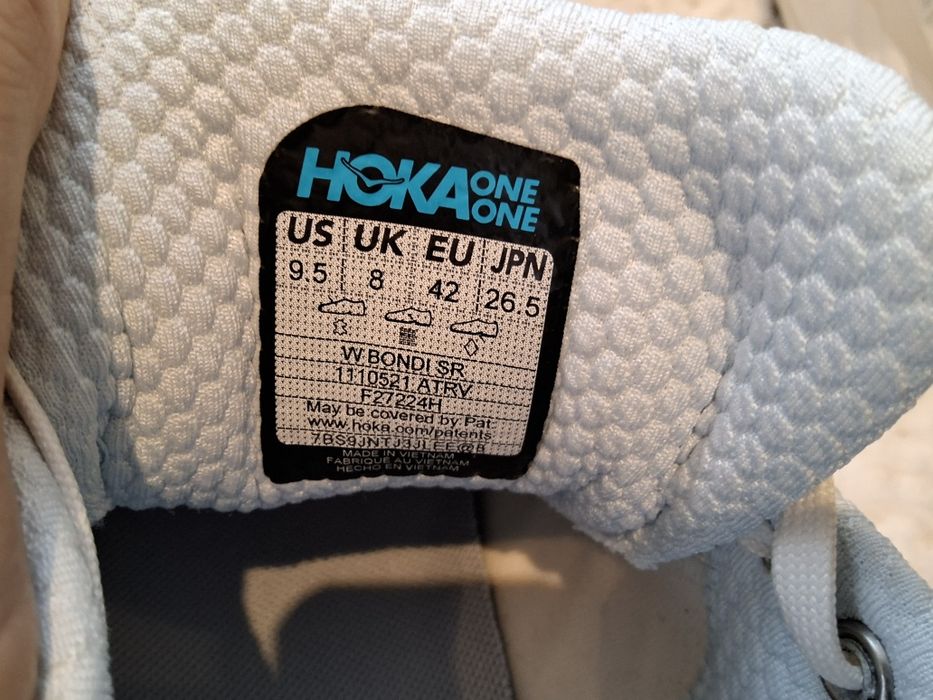 HOKA ONE ONE
US UK EU JPN
9.5 8 42 26.5
W BONDI SR
1110521 ATRV
F27224H
May be covered by Pat.
www.hoka.com/patents
MADE IN VIETNAM
FABRIQUE AU VIETNAM
HECHO EN VIETNAM